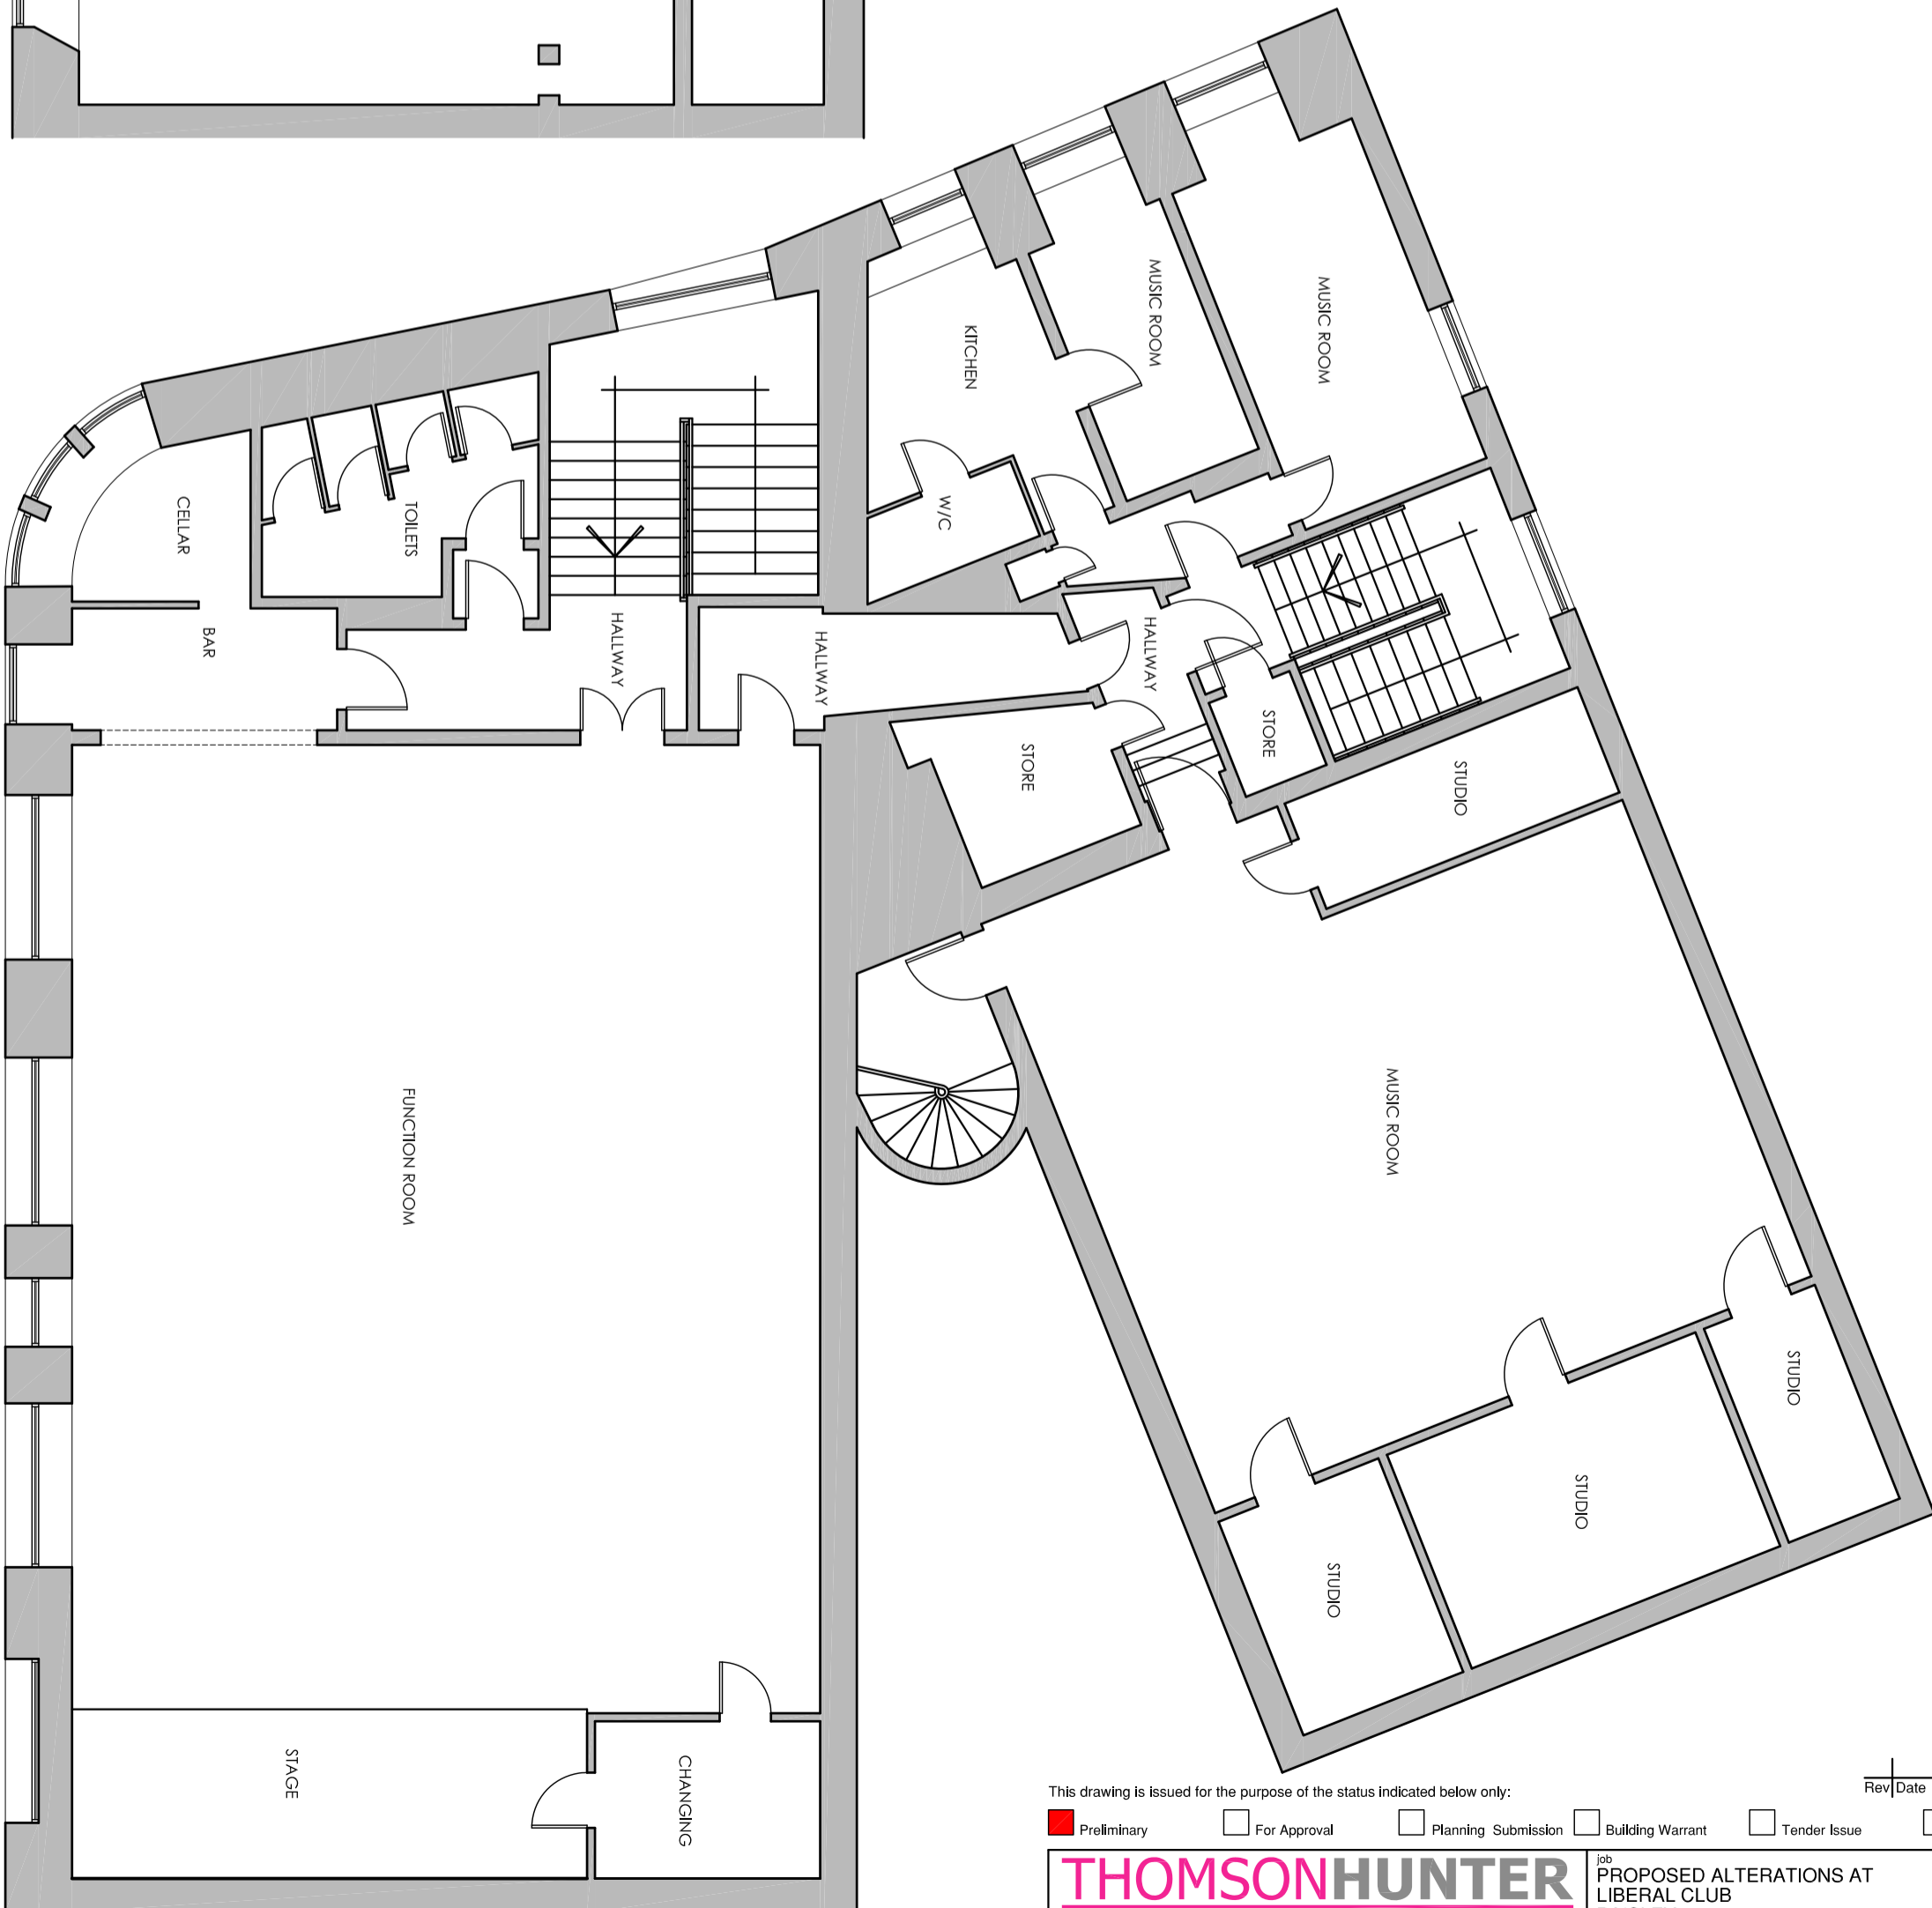 MUSIC ROOM
MUSIC ROOM
KITCHEN
W/C
CELLAR
TOILETS
BAR
HALLWAY
HALLWAY
HALLWAY
STORE
STORE
STUDIO
MUSIC ROOM
FUNCTION ROOM
STUDIO
STUDIO
STUDIO
STAGE
CHANGING
This drawing is issued for the purpose of the status indicated below only:
Rev Date
Preliminary
For Approval
Planning Submission
Building Warrant
Tender Issue
THOMSONHUNTER
job
PROPOSED ALTERATIONS AT
LIBERAL CLUB